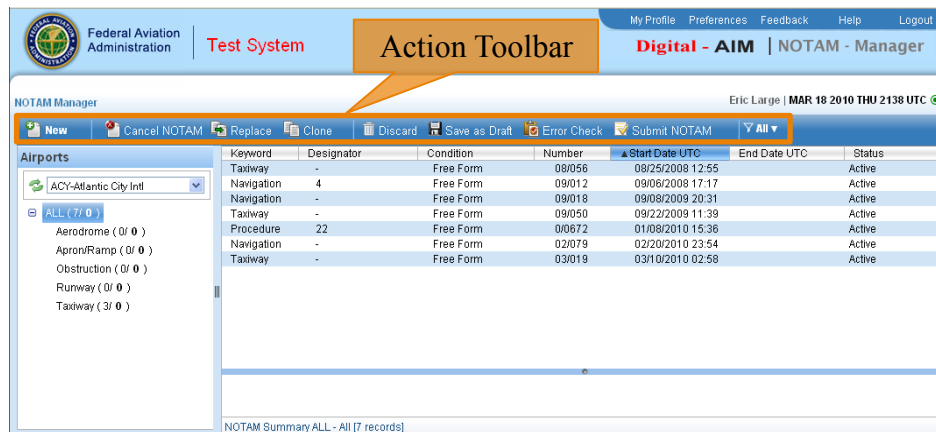 My Profile Preferences Feedback Help Logout
Federal Aviation
Administration
Test System
Action Toolbar
Digital - AIM | NOTAM - Manager
NOTAM Manager
Eric Large | MAR 18 2010 THU 2138 UTC
New Cancel NOTAM Replace Clone Discard Save as Draft Error Check Submit NOTAM All
Airports
Keyword Designator Condition Number Start Date UTC End Date UTC Status
Taxiway - Free Form 08/056 08/25/2008 12:55 Active
Navigation 4 Free Form 09/012 09/06/2008 17:17 Active
Navigation - Free Form 09/018 09/08/2009 20:31 Active
Taxiway - Free Form 09/050 09/22/2009 11:39 Active
Procedure 22 Free Form 0/0672 01/08/2010 15:36 Active
Navigation - Free Form 02/079 02/20/2010 23:54 Active
Taxiway - Free Form 03/019 03/10/2010 02:58 Active
ACY-Atlantic City Intl
ALL ( 7/ 0 )
Aerodrome ( 0/ 0 )
Apron/Ramp ( 0/ 0 )
Obstruction ( 0/ 0 )
Runway ( 0/ 0 )
Taxiway ( 3/ 0 )
NOTAM Summary ALL - All [7 records]